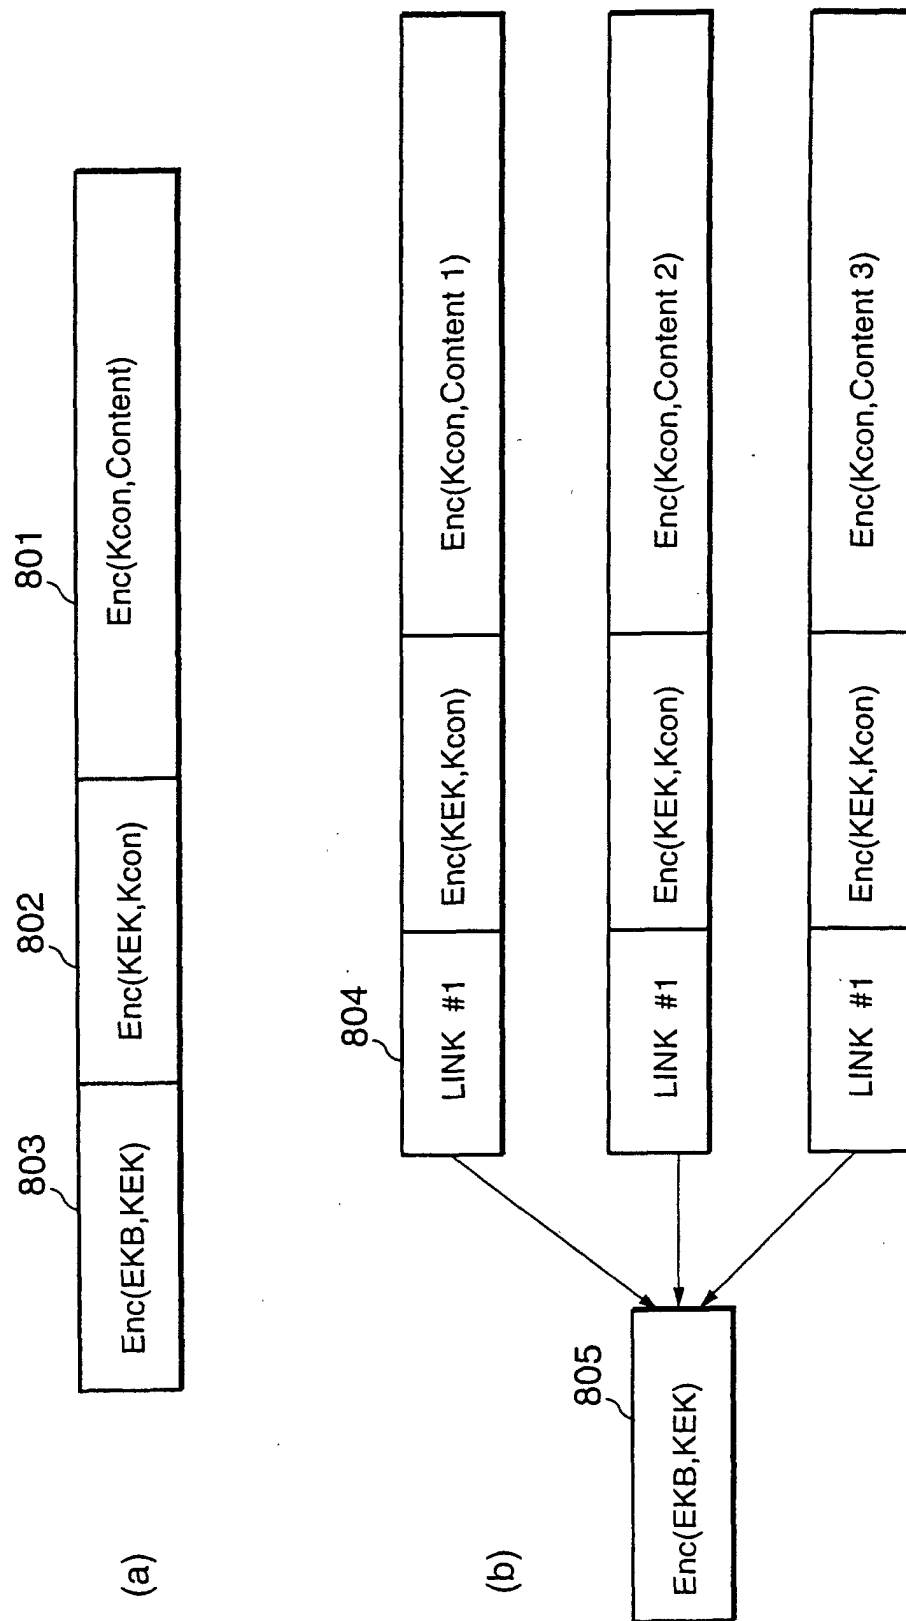 (a)
803
802
801
Enc(EKB,KEK)
Enc(KEK,Kcon)
Enc(Kcon,Content)
(b)
804
LINK #1
Enc(KEK,Kcon)
Enc(Kcon,Content 1)
805
Enc(EKB,KEK)
LINK #1
Enc(KEK,Kcon)
Enc(Kcon,Content 2)
LINK #1
Enc(KEK,Kcon)
Enc(Kcon,Content 3)